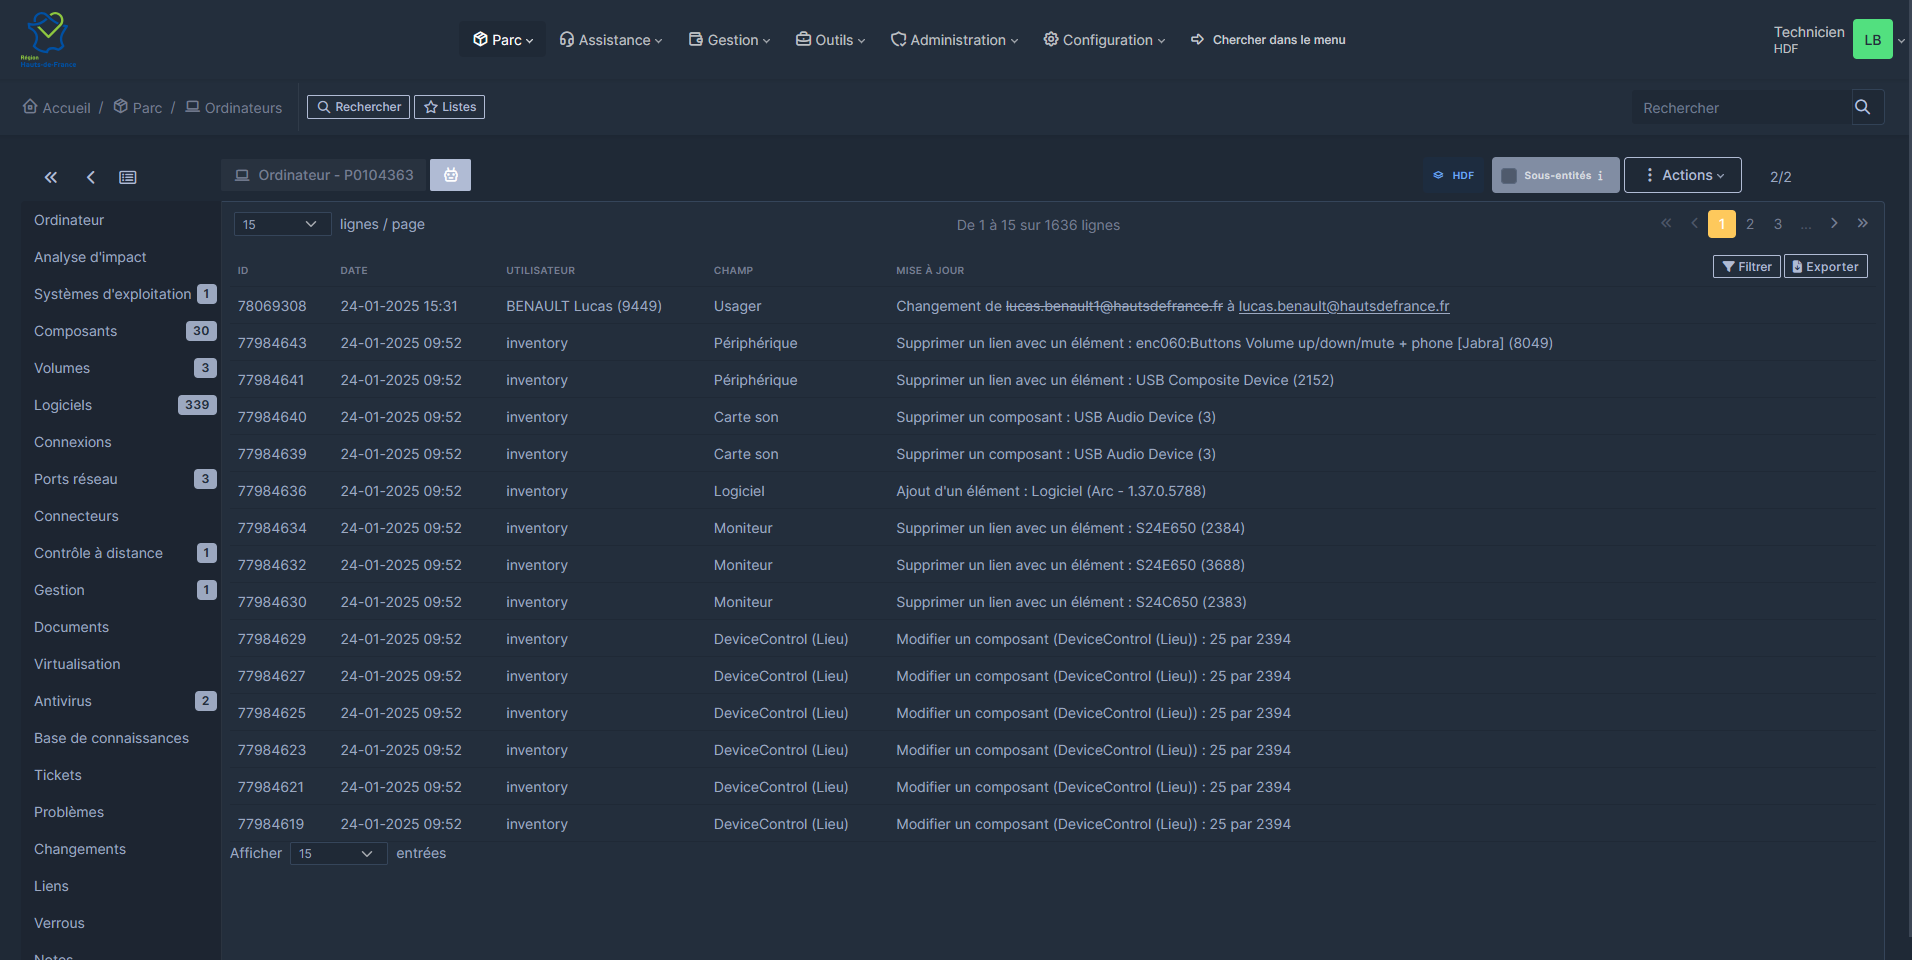 Région
Hauts-de-France
Parc
Assistance
Gestion
Outils
Administration
Configuration
Chercher dans le menu
Technicien
HDF
LB
Accueil / Parc / Ordinateurs
Rechercher
Listes
Rechercher
Ordinateur - P0104363
HDF
Sous-entités i
Actions
2/2
Ordinateur
Analyse d'impact
Systèmes d'exploitation 1
Composants 30
Volumes 3
Logiciels 339
Connexions
Ports réseau 3
Connecteurs
Contrôle à distance 1
Gestion 1
Documents
Virtualisation
Antivirus 2
Base de connaissances
Tickets
Problèmes
Changements
Liens
Verrous
Notes
15 lignes / page
De 1 à 15 sur 1636 lignes
« ‹ 1 2 3 ... › »
ID DATE UTILISATEUR CHAMP MISE À JOUR
Filtrer
Exporter
78069308 24-01-2025 15:31 BENAULT Lucas (9449) Usager Changement de lucas.benault1@hautsdefrance.fr à lucas.benault@hautsdefrance.fr
77984643 24-01-2025 09:52 inventory Périphérique Supprimer un lien avec un élément : enc060:Buttons Volume up/down/mute + phone [Jabra] (8049)
77984641 24-01-2025 09:52 inventory Périphérique Supprimer un lien avec un élément : USB Composite Device (2152)
77984640 24-01-2025 09:52 inventory Carte son Supprimer un composant : USB Audio Device (3)
77984639 24-01-2025 09:52 inventory Carte son Supprimer un composant : USB Audio Device (3)
77984636 24-01-2025 09:52 inventory Logiciel Ajout d'un élément : Logiciel (Arc - 1.37.0.5788)
77984634 24-01-2025 09:52 inventory Moniteur Supprimer un lien avec un élément : S24E650 (2384)
77984632 24-01-2025 09:52 inventory Moniteur Supprimer un lien avec un élément : S24E650 (3688)
77984630 24-01-2025 09:52 inventory Moniteur Supprimer un lien avec un élément : S24C650 (2383)
77984629 24-01-2025 09:52 inventory DeviceControl (Lieu) Modifier un composant (DeviceControl (Lieu)) : 25 par 2394
77984627 24-01-2025 09:52 inventory DeviceControl (Lieu) Modifier un composant (DeviceControl (Lieu)) : 25 par 2394
77984625 24-01-2025 09:52 inventory DeviceControl (Lieu) Modifier un composant (DeviceControl (Lieu)) : 25 par 2394
77984623 24-01-2025 09:52 inventory DeviceControl (Lieu) Modifier un composant (DeviceControl (Lieu)) : 25 par 2394
77984621 24-01-2025 09:52 inventory DeviceControl (Lieu) Modifier un composant (DeviceControl (Lieu)) : 25 par 2394
77984619 24-01-2025 09:52 inventory DeviceControl (Lieu) Modifier un composant (DeviceControl (Lieu)) : 25 par 2394
Afficher 15 entrées